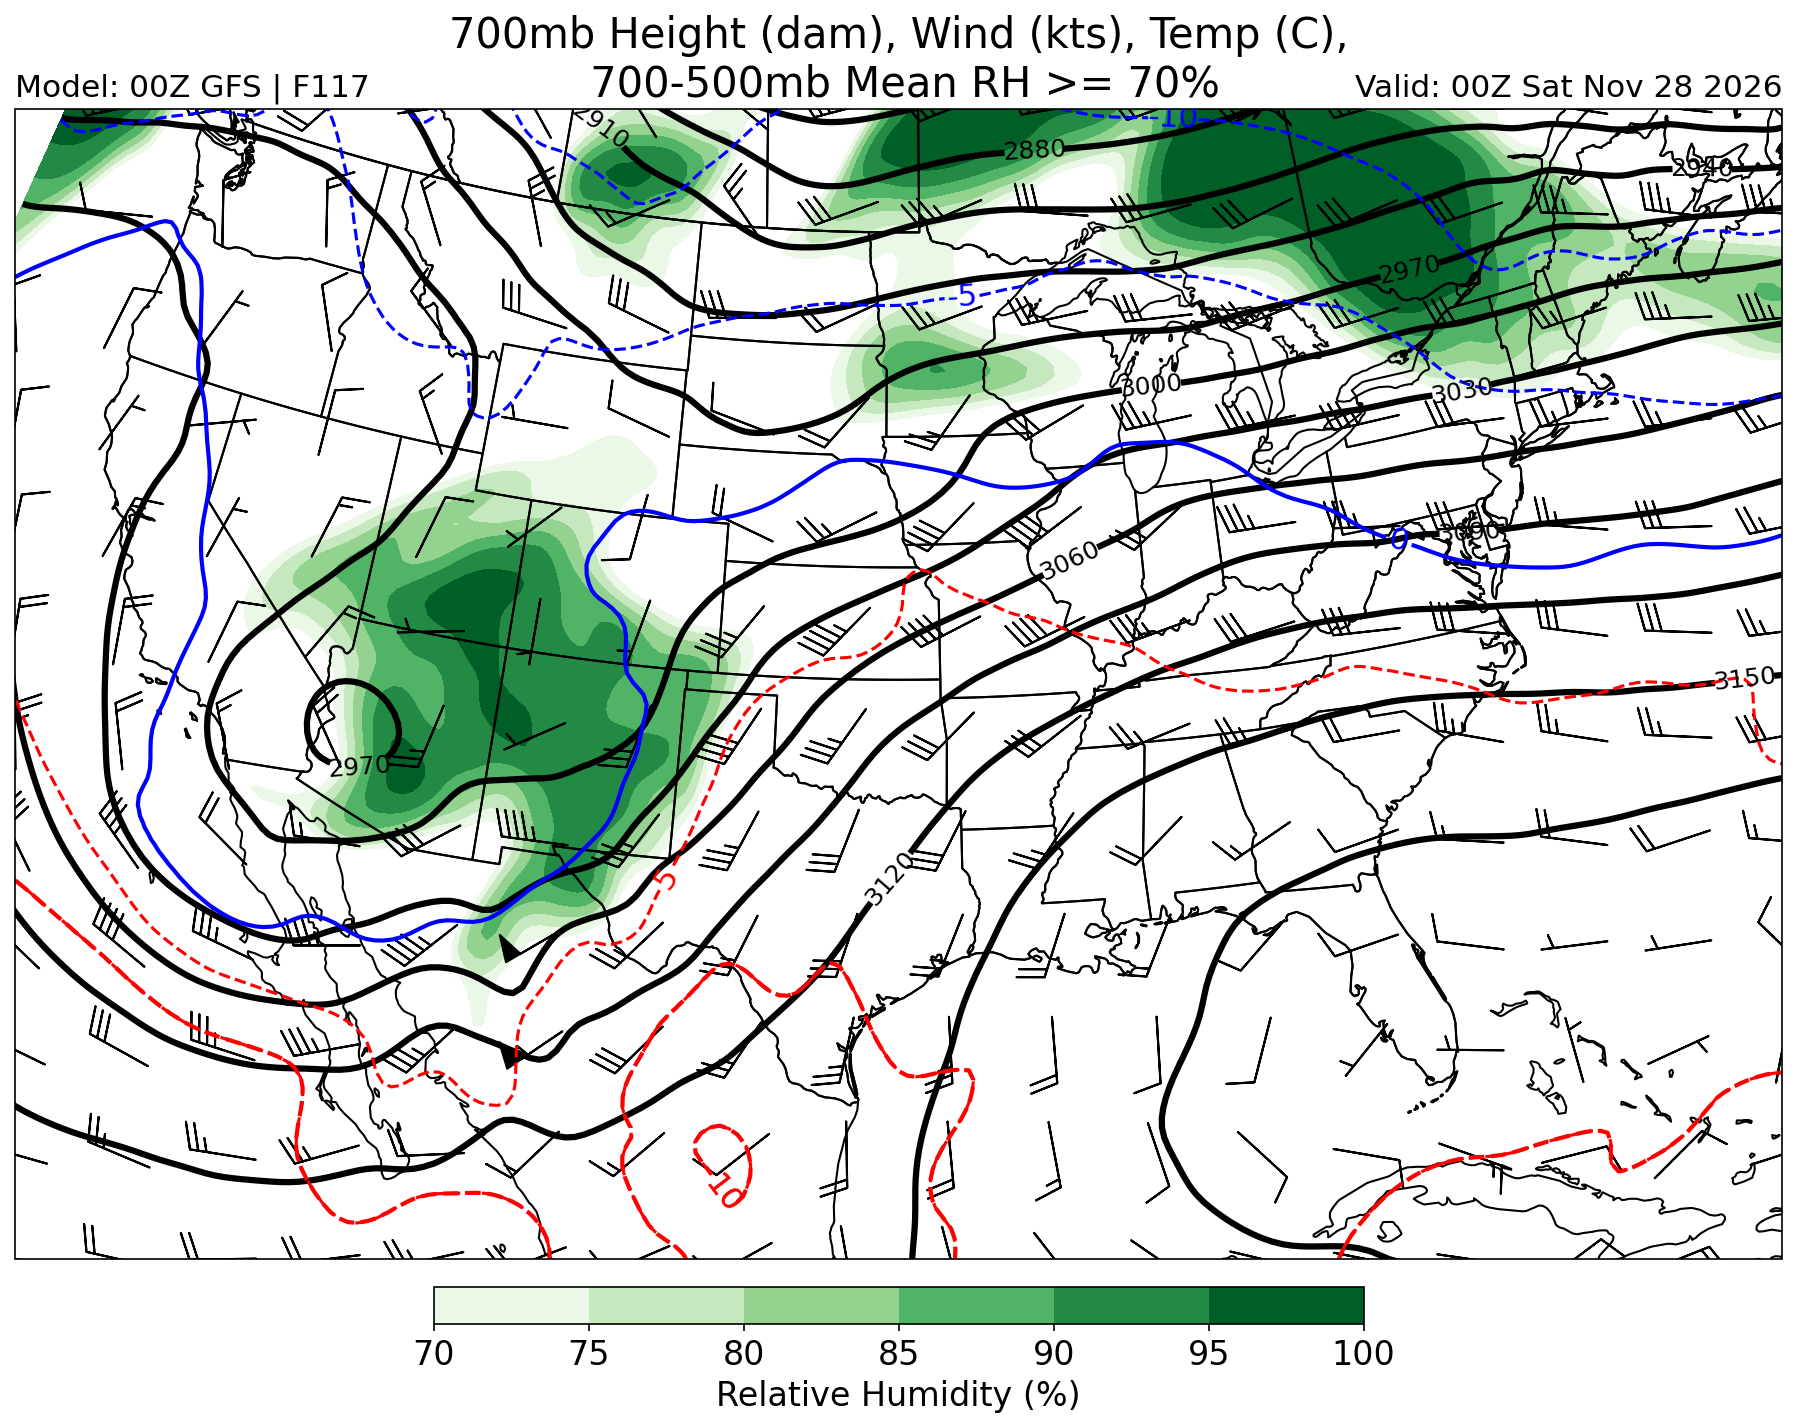 700mb Height (dam), Wind (kts), Temp (C),
700-500mb Mean RH >= 70%
Model: 00Z GFS | F117
Valid: 00Z Sat Nov 28 2026
2910
-10
2880
2940
2970
-5
3000
3030
0
3090
3060
3150
2970
5
3120
10
70 75 80 85 90 95 100
Relative Humidity (%)